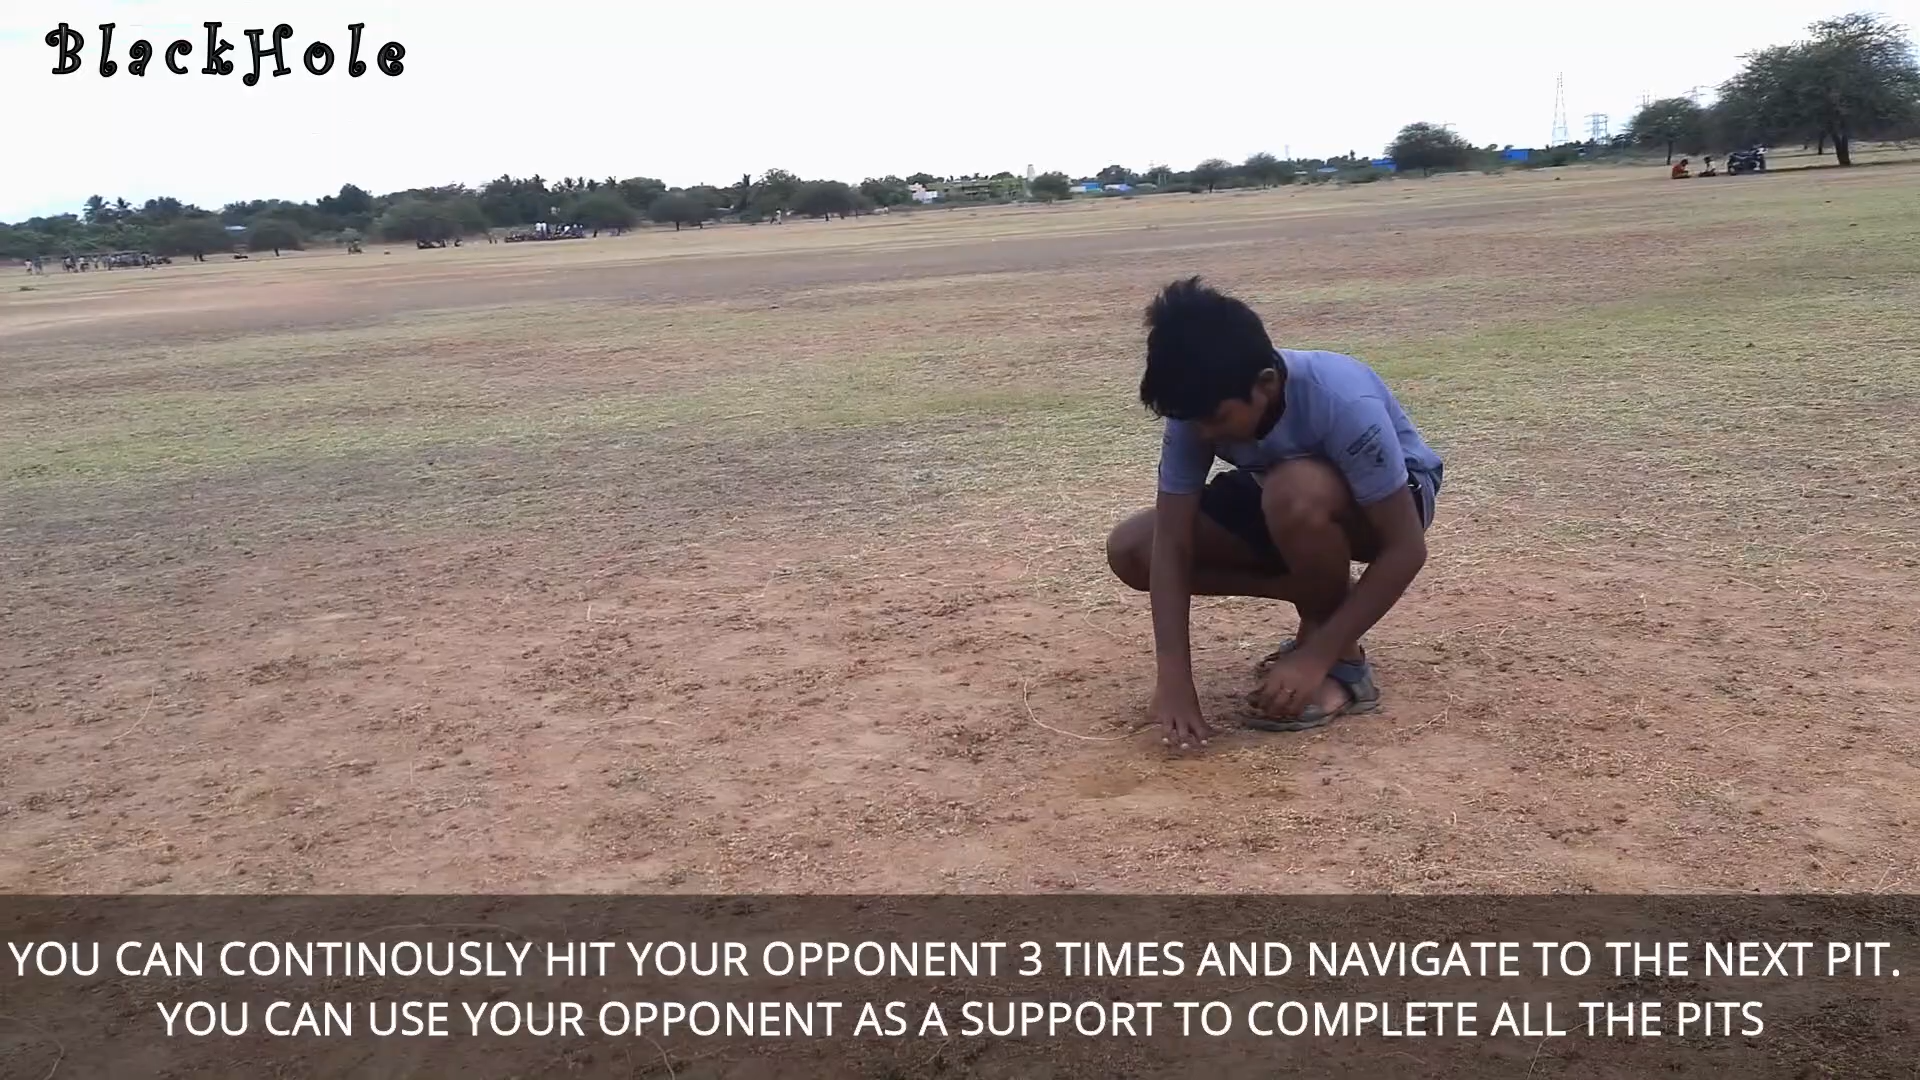 BlackHole
YOU CAN CONTINOUSLY HIT YOUR OPPONENT 3 TIMES AND NAVIGATE TO THE NEXT PIT.
YOU CAN USE YOUR OPPONENT AS A SUPPORT TO COMPLETE ALL THE PITS